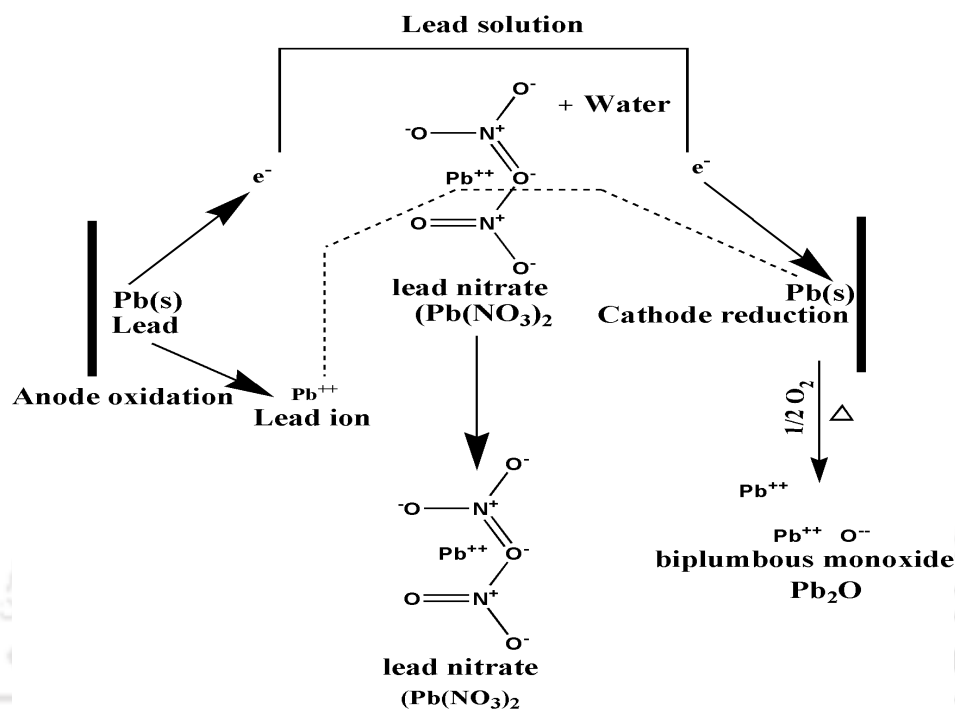 Lead solution
O-
+ Water
-O N+
e-
e-
Pb++ O-
O N+
O-
Pb(s)
Lead
lead nitrate
(Pb(NO3)2
Pb(s)
Cathode reduction
Anode oxidation
Pb++
Lead ion
1/2 O2
△
O-
-O N+
Pb++
Pb++ O-
Pb++ O--
biplumbous monoxide
Pb2O
O N+
O-
lead nitrate
(Pb(NO3)2